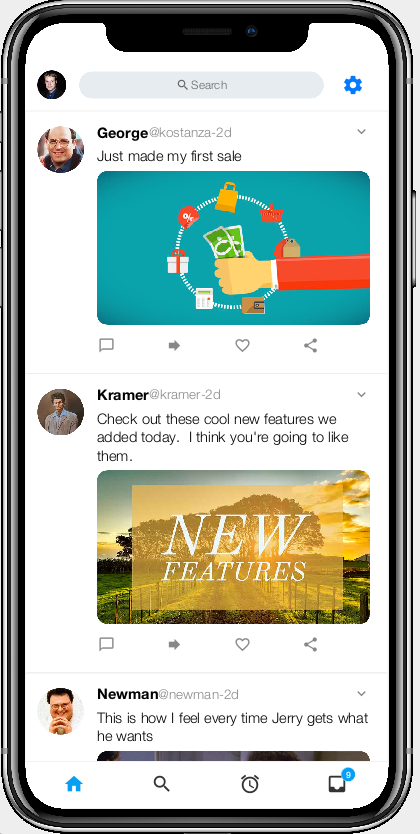 Search
George@kostanza-2d
Just made my first sale
%
Kramer@kramer-2d
Check out these cool new features we
added today.  I think you're going to like
them.
NEW
FEATURES
Newman@newman-2d
This is how I feel every time Jerry gets what
he wants
9